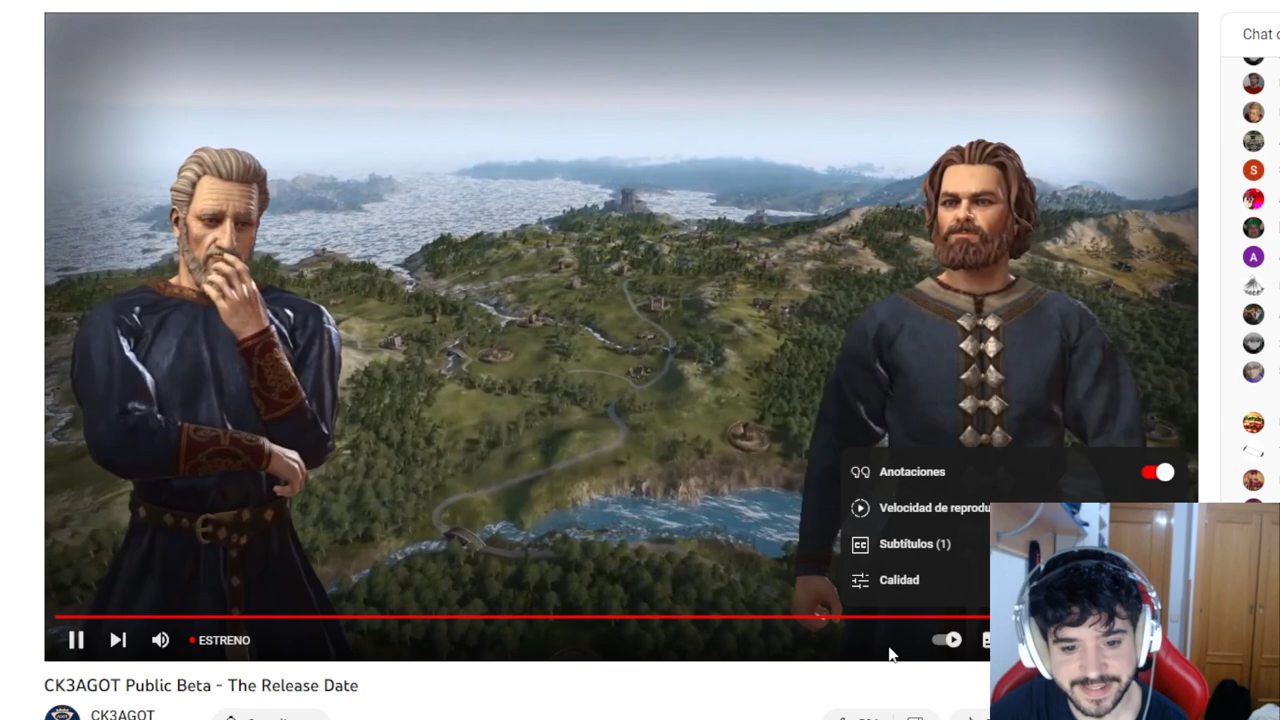 Chat
S
A
Anotaciones
Velocidad de reprodu
Subtítulos (1)
Calidad
ESTRENO
CK3AGOT Public Beta - The Release Date
CK3AGOT